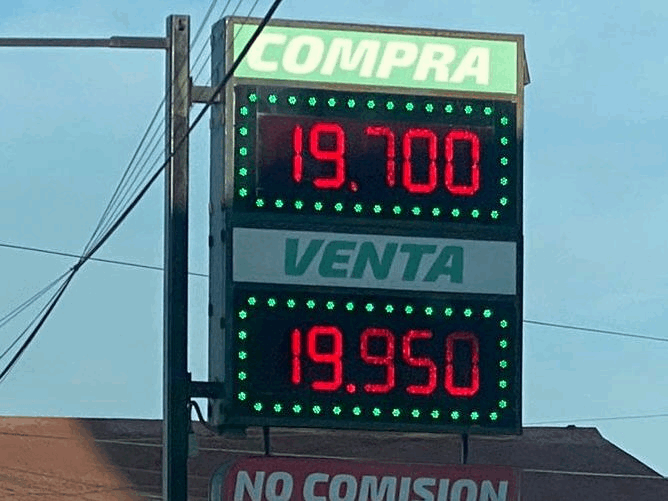 COMPRA
19.700
VENTA
19.950
NO COMISION